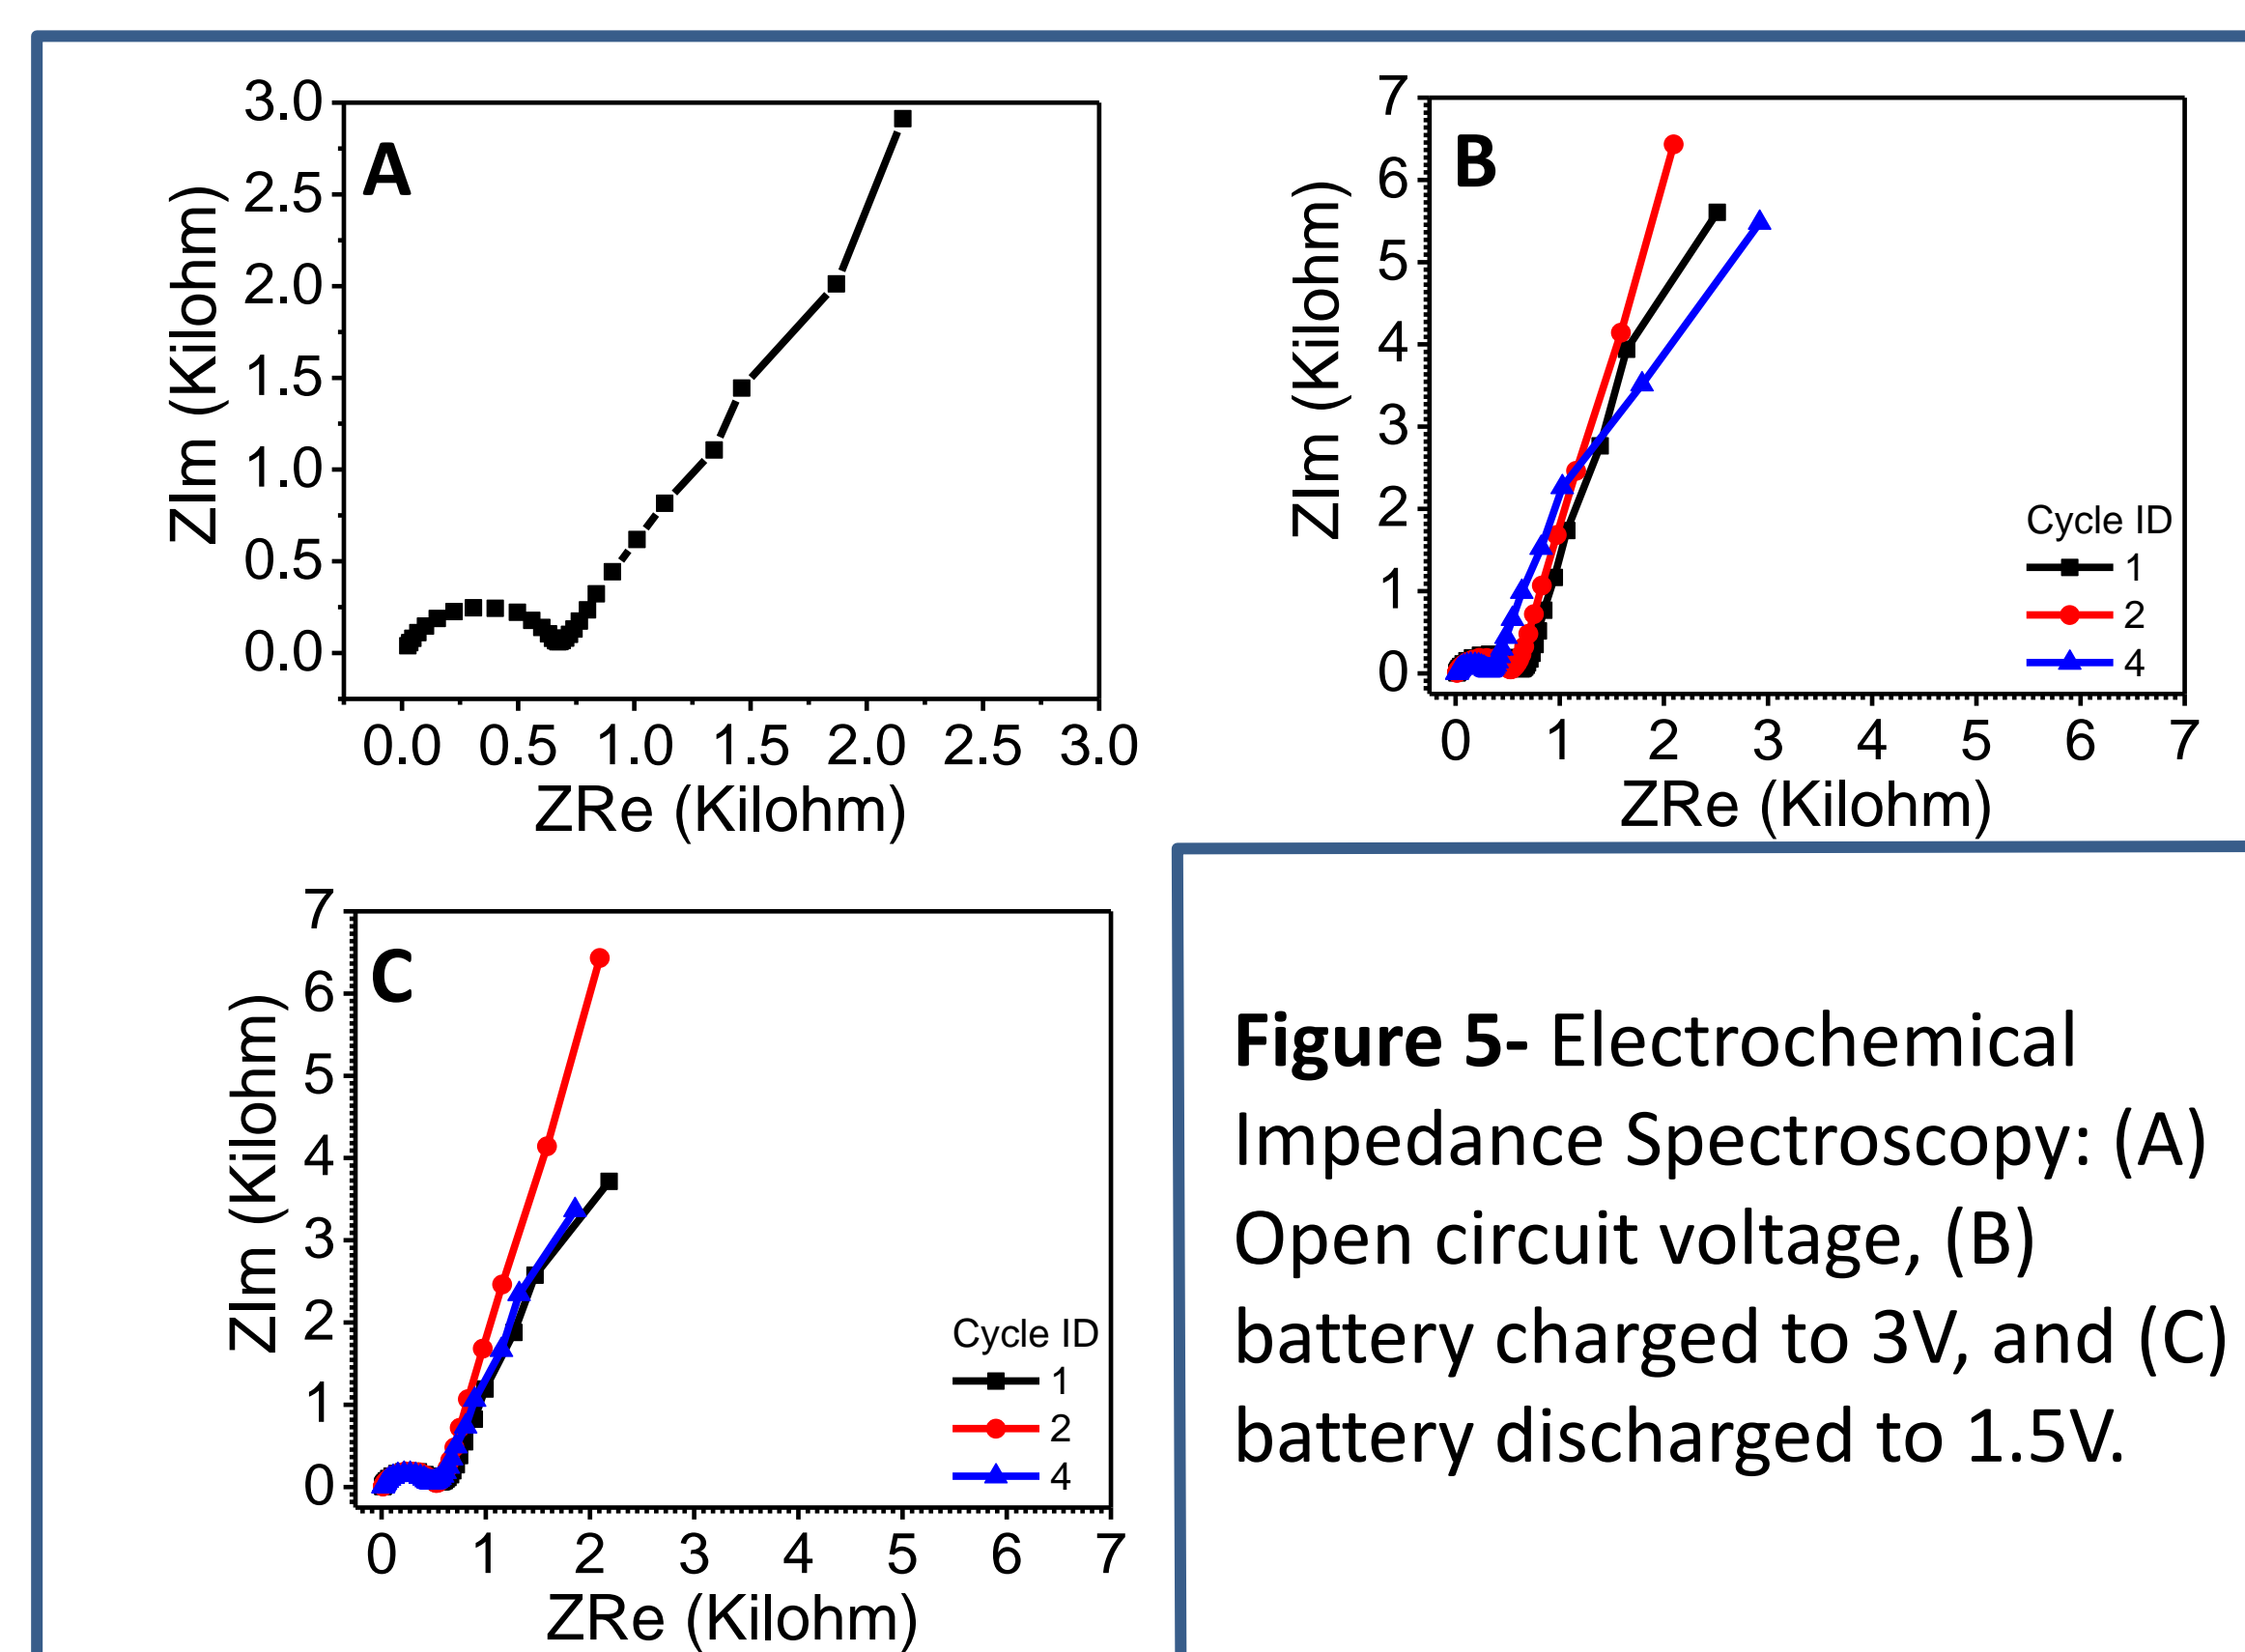 A
3.0
2.5
2.0
1.5
1.0
0.5
0.0
ZIm (Kilohm)
0.0 0.5 1.0 1.5 2.0 2.5 3.0
ZRe (Kilohm)
B
7
6
5
4
3
2
1
0
ZIm (Kilohm)
Cycle ID
1
2
4
0 1 2 3 4 5 6 7
ZRe (Kilohm)
C
7
6
5
4
3
2
1
0
ZIm (Kilohm)
Cycle ID
1
2
4
0 1 2 3 4 5 6 7
ZRe (Kilohm)
Figure 5- Electrochemical
Impedance Spectroscopy: (A)
Open circuit voltage, (B)
battery charged to 3V, and (C)
battery discharged to 1.5V.